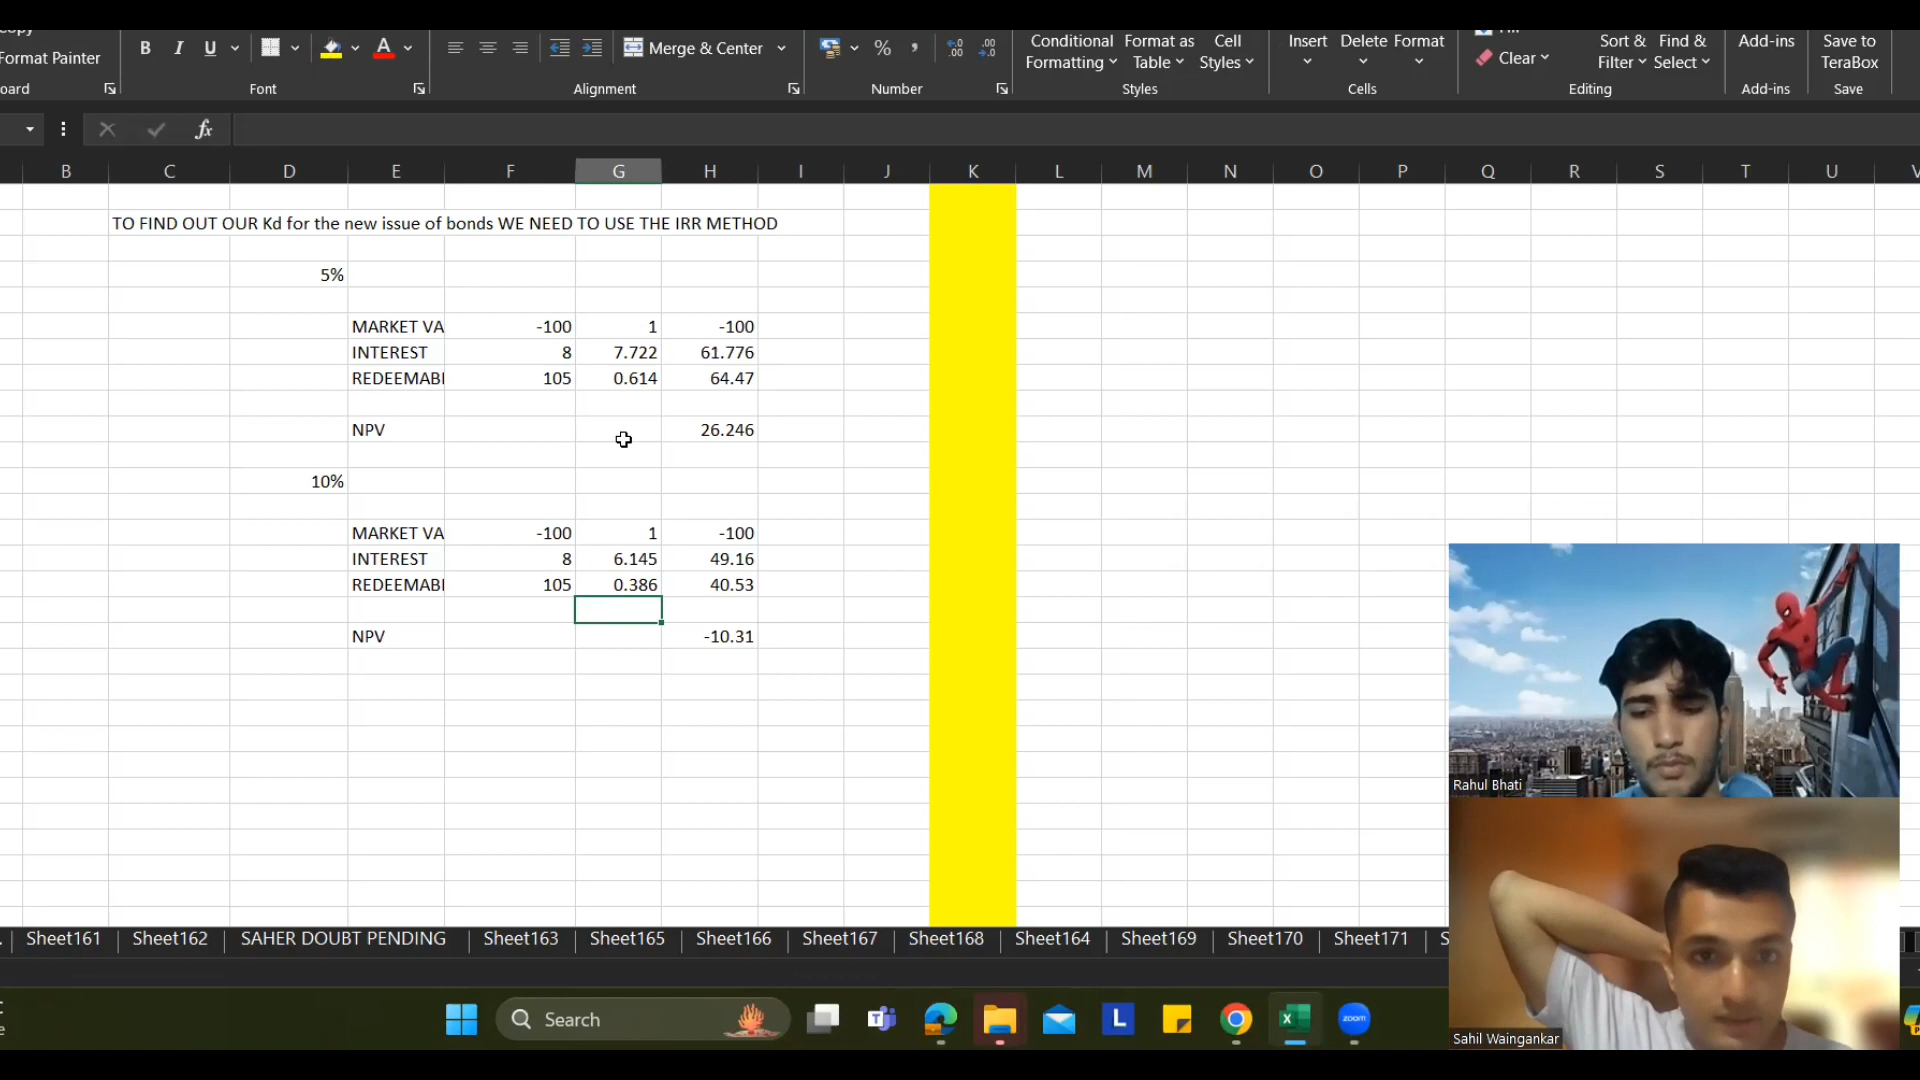 Format Painter
B I U
Merge & Center
%
Conditional Formatting
Format as Table
Cell Styles
Insert
Delete
Format
Clear
Sort & Filter
Find & Select
Add-ins
Save to TeraBox
Font
Alignment
Number
Styles
Cells
Editing
Add-ins
Save
fx
B C D E F G H I J K L M N O P Q R S T U
TO FIND OUT OUR Kd for the new issue of bonds WE NEED TO USE THE IRR METHOD
5%
MARKET VA -100 1 -100
INTEREST 8 7.722 61.776
REDEEMABI 105 0.614 64.47
NPV 26.246
10%
MARKET VA -100 1 -100
INTEREST 8 6.145 49.16
REDEEMABI 105 0.386 40.53
NPV -10.31
Rahul Bhati
Sahil Waingankar
Sheet161 Sheet162 SAHER DOUBT PENDING Sheet163 Sheet165 Sheet166 Sheet167 Sheet168 Sheet164 Sheet169 Sheet170 Sheet171
Search
L
zoom